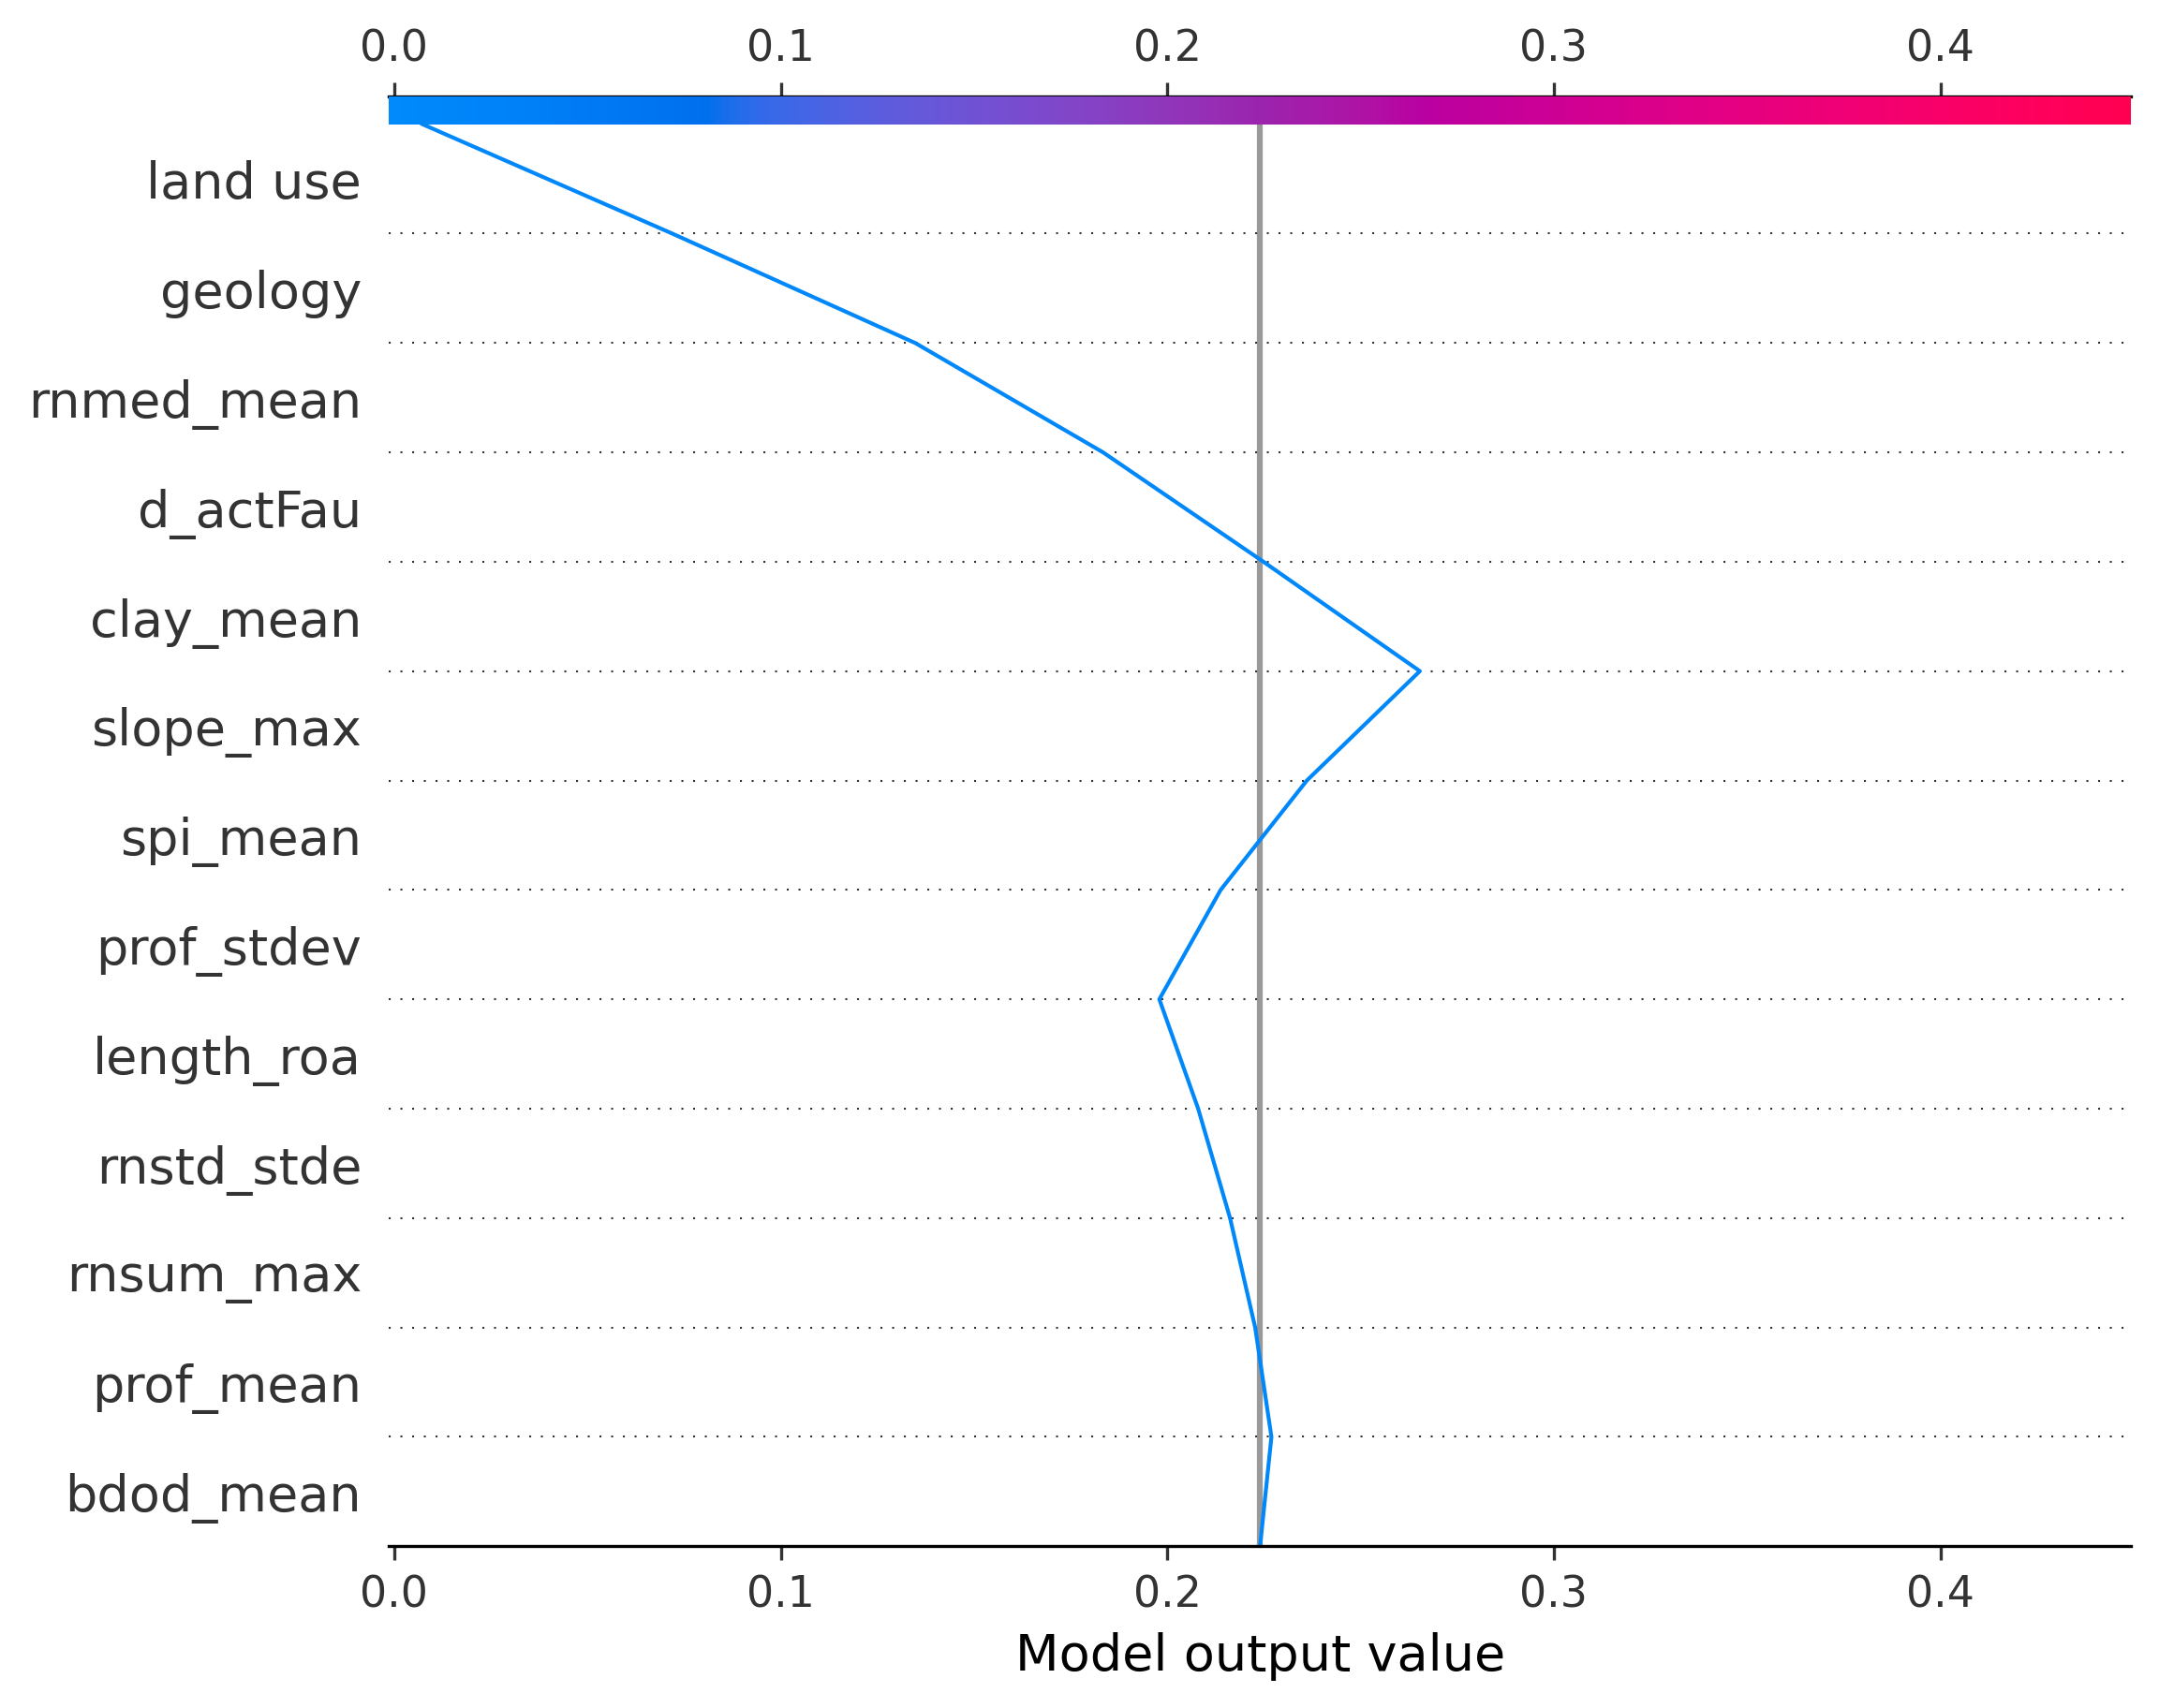 0.0 0.1 0.2 0.3 0.4
land use
geology
rnmed_mean
d_actFau
clay_mean
slope_max
spi_mean
prof_stdev
length_roa
rnstd_stde
rnsum_max
prof_mean
bdod_mean
0.0 0.1 0.2 0.3 0.4
Model output value